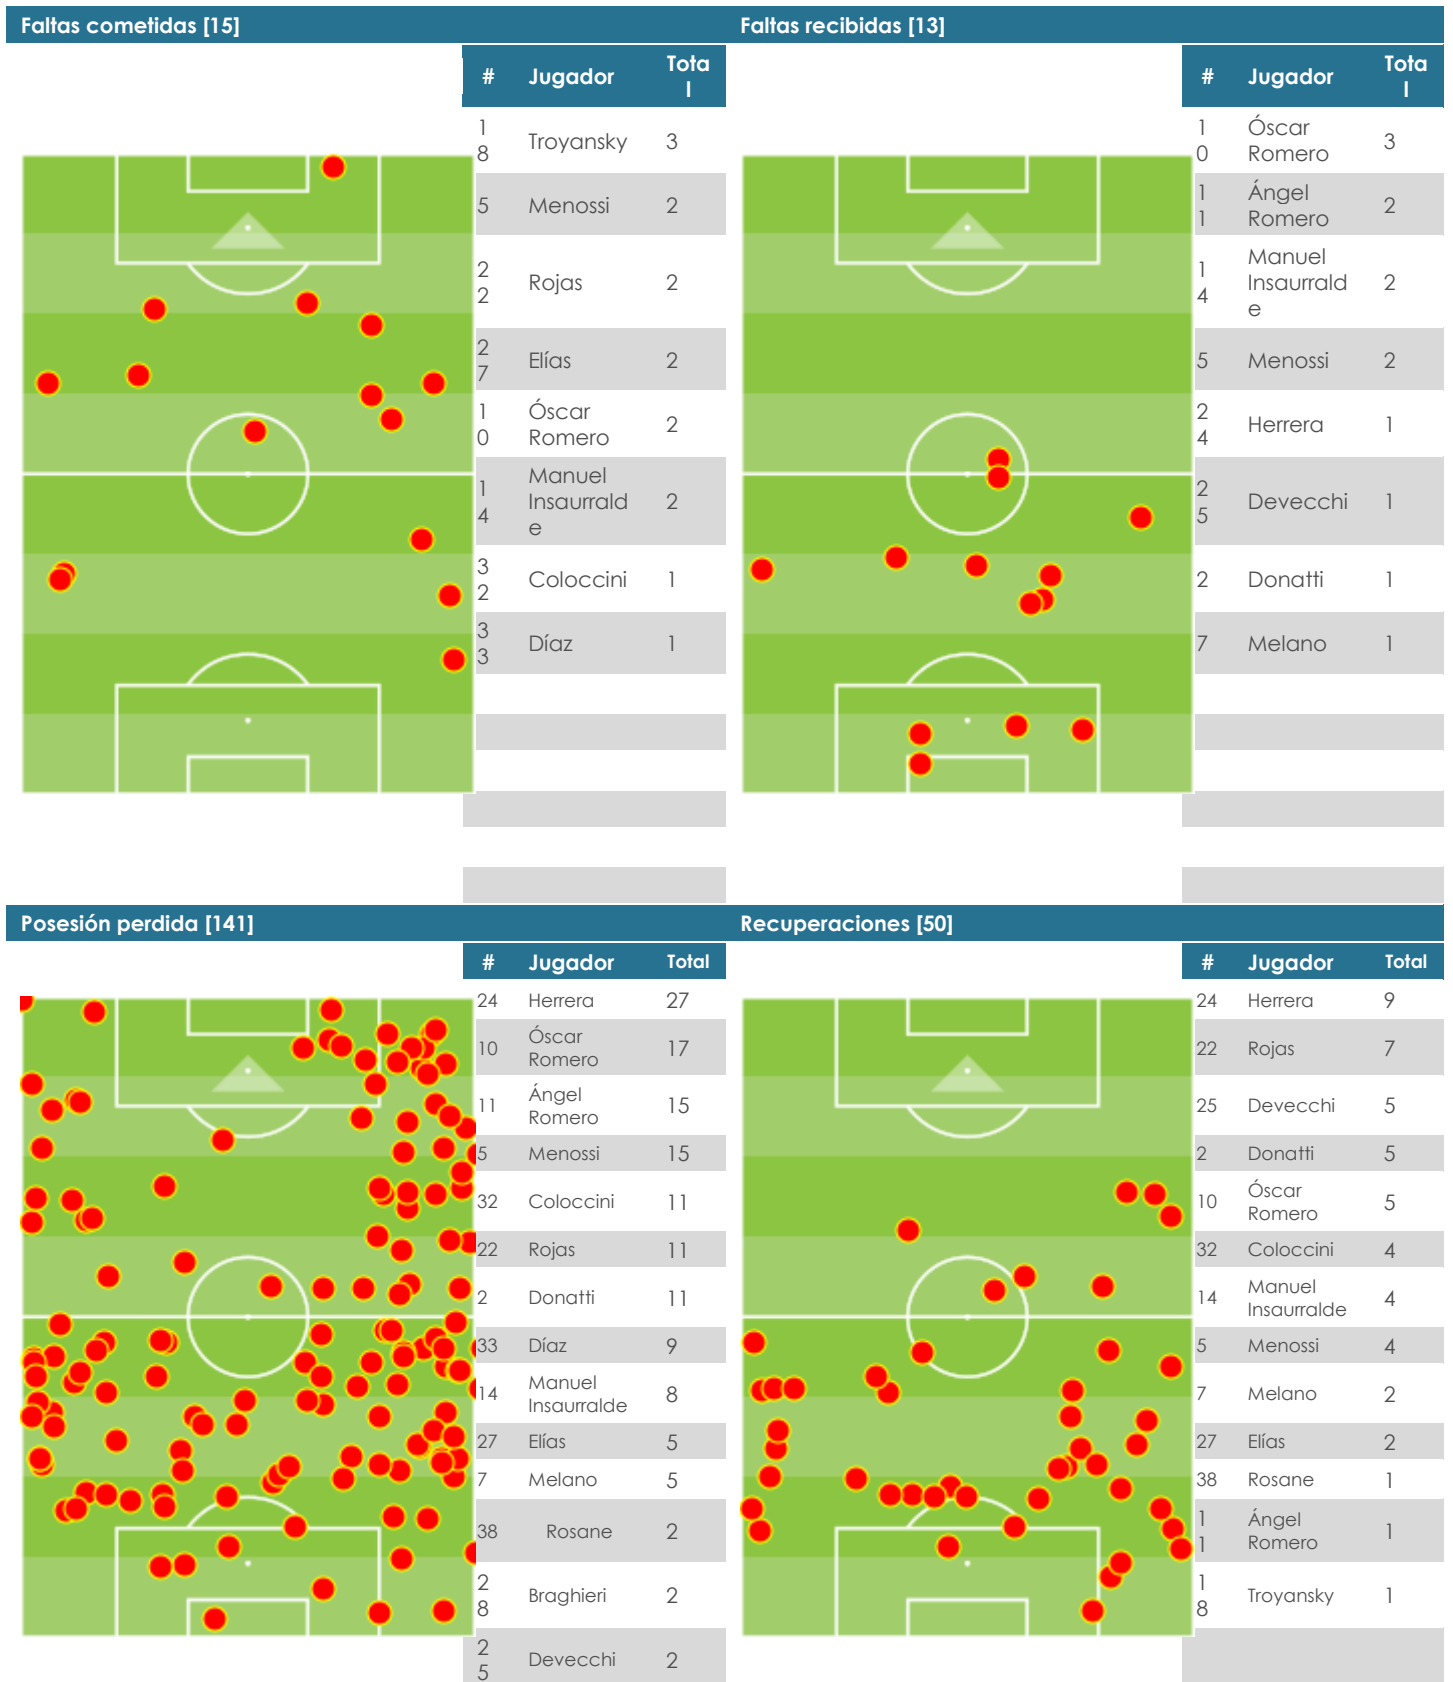 Faltas cometidas [15]
# Jugador Tota
l
1
8 Troyansky 3
5 Menossi 2
2
2 Rojas 2
2
7 Elías 2
1
0 Óscar
Romero 2
1
4 Manuel
Insaurrald
e 2
3
2 Coloccini 1
3
3 Díaz 1
Faltas recibidas [13]
# Jugador Tota
l
1
0 Óscar
Romero 3
1
1 Ángel
Romero 2
1
4 Manuel
Insaurrald
e 2
5 Menossi 2
2
4 Herrera 1
2
5 Devecchi 1
2 Donatti 1
7 Melano 1
Posesión perdida [141]
# Jugador Total
24 Herrera 27
10 Óscar
Romero 17
11 Ángel
Romero 15
5 Menossi 15
32 Coloccini 11
22 Rojas 11
2 Donatti 11
33 Díaz 9
14 Manuel
Insaurralde 8
27 Elías 5
7 Melano 5
38 Rosane 2
2
8 Braghieri 2
2
5 Devecchi 2
Recuperaciones [50]
# Jugador Total
24 Herrera 9
22 Rojas 7
25 Devecchi 5
2 Donatti 5
10 Óscar
Romero 5
32 Coloccini 4
14 Manuel
Insaurralde 4
5 Menossi 4
7 Melano 2
27 Elías 2
38 Rosane 1
1
1 Ángel
Romero 1
1
8 Troyansky 1